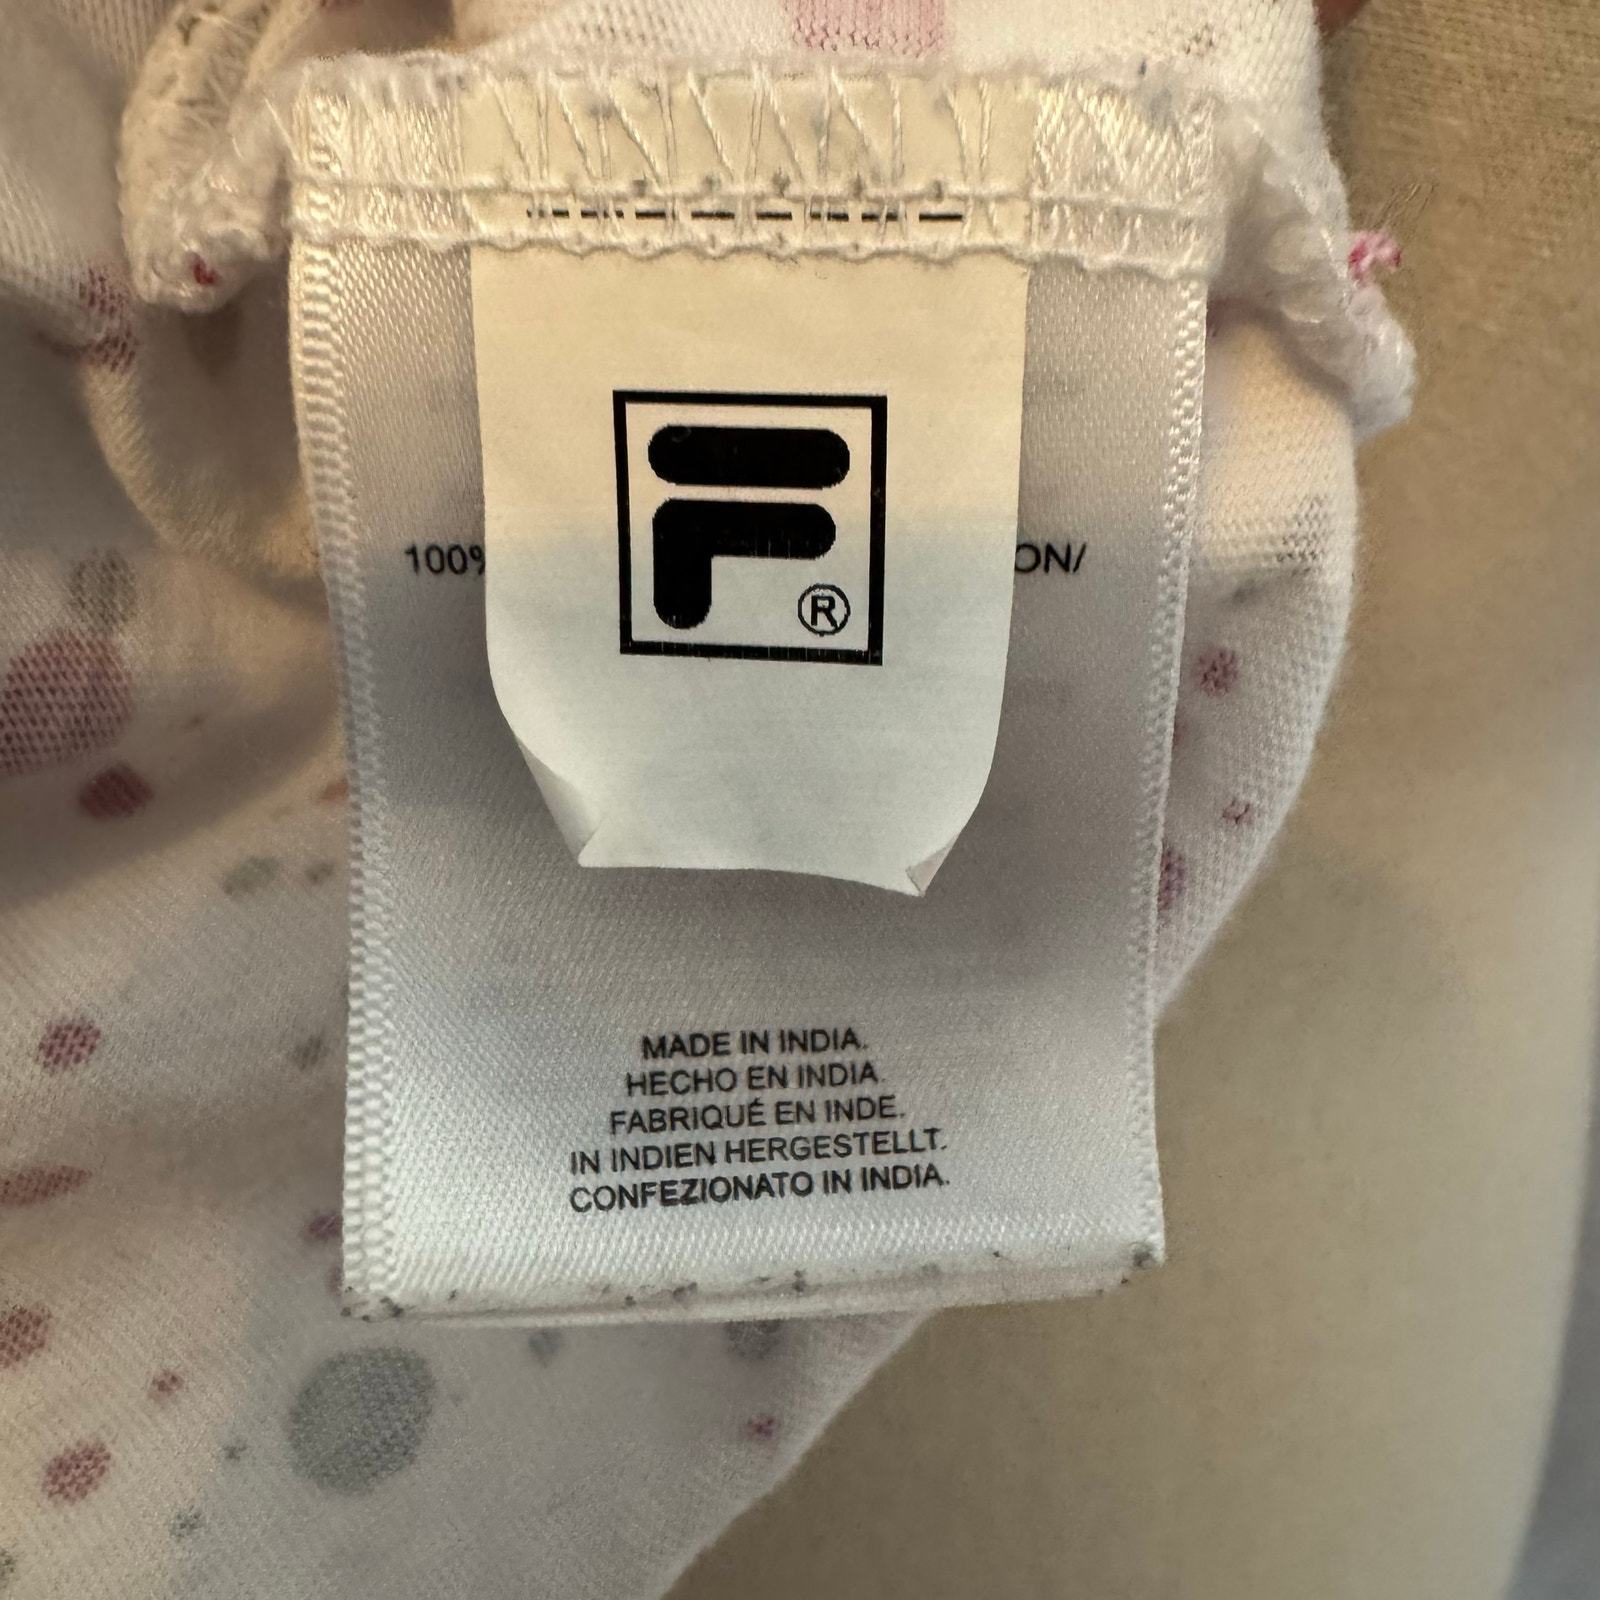 F
®
100% ON/
MADE IN INDIA.
HECHO EN INDIA.
FABRIQUÉ EN INDE.
IN INDIEN HERGESTELLT.
CONFEZIONATO IN INDIA.